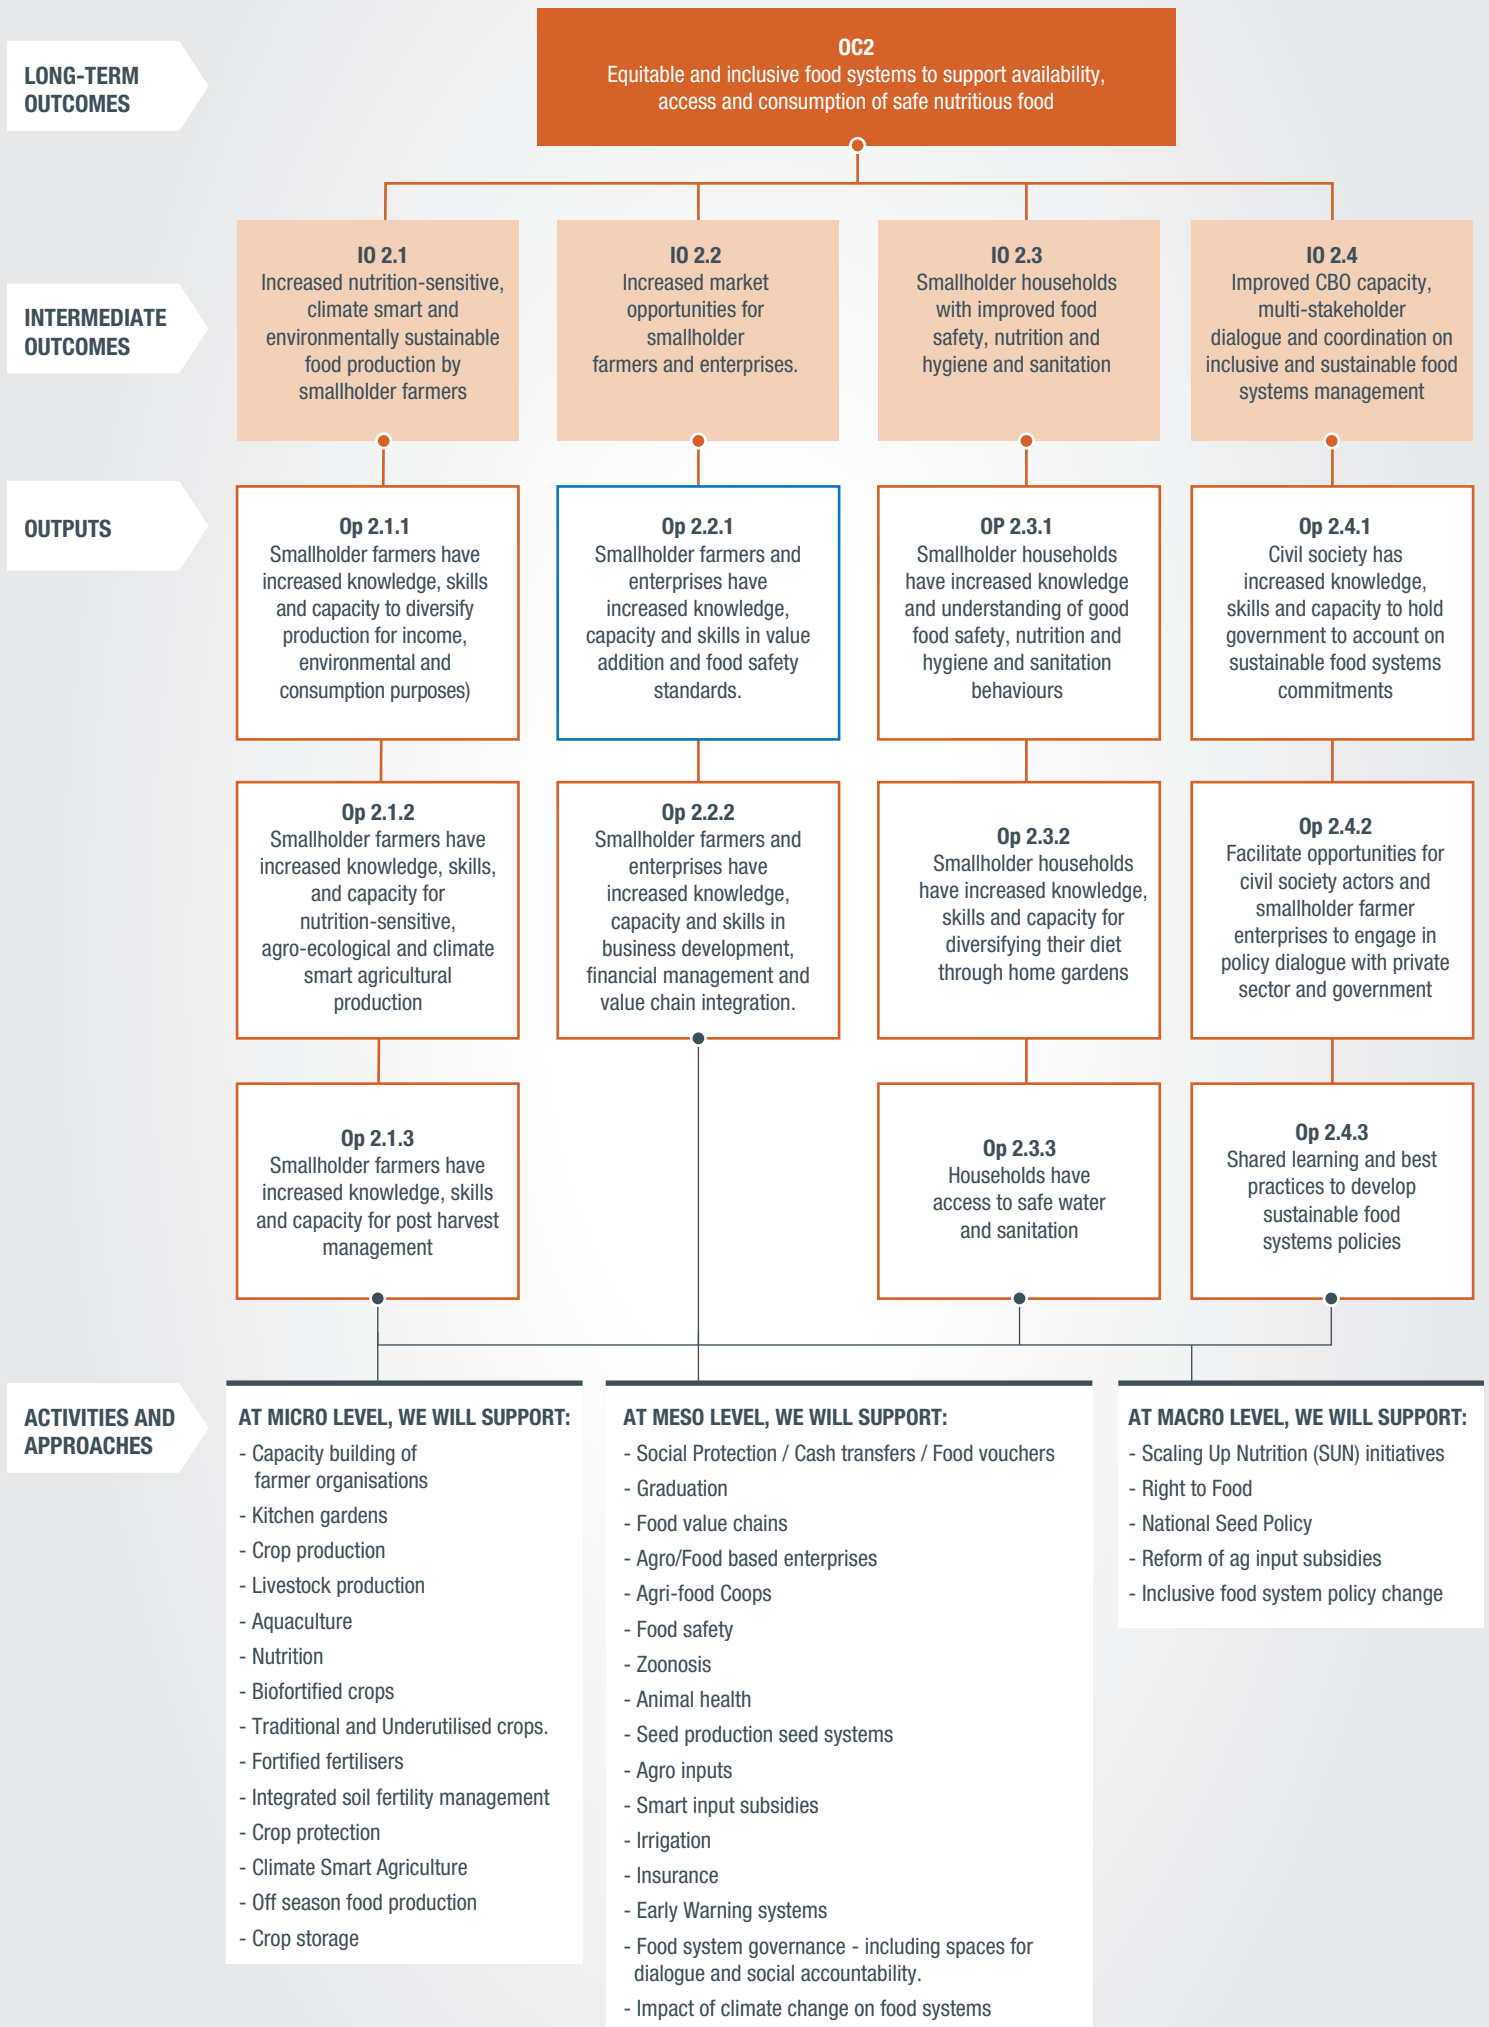 LONG-TERM
OUTCOMES
OC2
Equitable and inclusive food systems to support availability,
access and consumption of safe nutritious food
INTERMEDIATE
OUTCOMES
IO 2.1
Increased nutrition-sensitive,
climate smart and
environmentally sustainable
food production by
smallholder farmers
IO 2.2
Increased market
opportunities for
smallholder
farmers and enterprises.
IO 2.3
Smallholder households
with improved food
safety, nutrition and
hygiene and sanitation
IO 2.4
Improved CBO capacity,
multi-stakeholder
dialogue and coordination on
inclusive and sustainable food
systems management
OUTPUTS
Op 2.1.1
Smallholder farmers have
increased knowledge, skills
and capacity to diversify
production for income,
environmental and
consumption purposes)
Op 2.2.1
Smallholder farmers and
enterprises have
increased knowledge,
capacity and skills in value
addition and food safety
standards.
OP 2.3.1
Smallholder households
have increased knowledge
and understanding of good
food safety, nutrition and
hygiene and sanitation
behaviours
Op 2.4.1
Civil society has
increased knowledge,
skills and capacity to hold
government to account on
sustainable food systems
commitments
Op 2.1.2
Smallholder farmers have
increased knowledge, skills,
and capacity for
nutrition-sensitive,
agro-ecological and climate
smart agricultural
production
Op 2.2.2
Smallholder farmers and
enterprises have
increased knowledge,
capacity and skills in
business development,
financial management and
value chain integration.
Op 2.3.2
Smallholder households
have increased knowledge,
skills and capacity for
diversifying their diet
through home gardens
Op 2.4.2
Facilitate opportunities for
civil society actors and
smallholder farmer
enterprises to engage in
policy dialogue with private
sector and government
Op 2.1.3
Smallholder farmers have
increased knowledge, skills
and capacity for post harvest
management
Op 2.3.3
Households have
access to safe water
and sanitation
Op 2.4.3
Shared learning and best
practices to develop
sustainable food
systems policies
ACTIVITIES AND
APPROACHES
AT MICRO LEVEL, WE WILL SUPPORT:
- Capacity building of
farmer organisations
- Kitchen gardens
- Crop production
- Livestock production
- Aquaculture
- Nutrition
- Biofortified crops
- Traditional and Underutilised crops.
- Fortified fertilisers
- Integrated soil fertility management
- Crop protection
- Climate Smart Agriculture
- Off season food production
- Crop storage
AT MESO LEVEL, WE WILL SUPPORT:
- Social Protection / Cash transfers / Food vouchers
- Graduation
- Food value chains
- Agro/Food based enterprises
- Agri-food Coops
- Food safety
- Zoonosis
- Animal health
- Seed production seed systems
- Agro inputs
- Smart input subsidies
- Irrigation
- Insurance
- Early Warning systems
- Food system governance - including spaces for
dialogue and social accountability.
- Impact of climate change on food systems
AT MACRO LEVEL, WE WILL SUPPORT:
- Scaling Up Nutrition (SUN) initiatives
- Right to Food
- National Seed Policy
- Reform of ag input subsidies
- Inclusive food system policy change